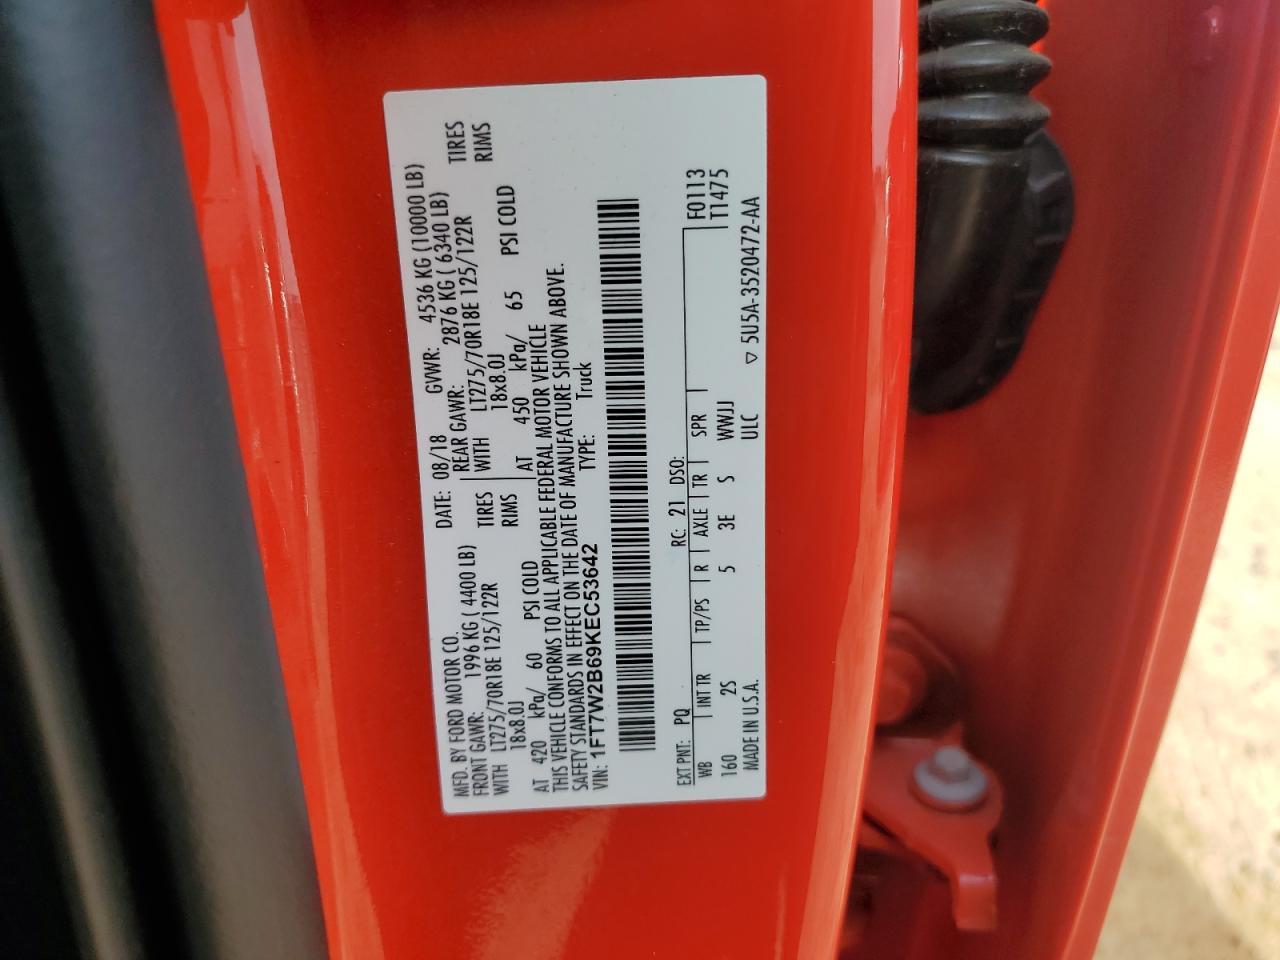 MFD. BY FORD MOTOR CO.
DATE: 08/18 GVWR: 4536 KG (10000 LB)
FRONT GAWR: 1996 KG ( 4400 LB)
REAR GAWR: 2876 KG ( 6340 LB)
WITH LT275/70R18E 125/122R TIRES
WITH LT275/70R18E 125/122R TIRES
18x8.0J RIMS
18x8.0J RIMS
AT 420 kPa/ 60 PSI COLD
AT 450 kPa/ 65 PSI COLD
THIS VEHICLE CONFORMS TO ALL APPLICABLE FEDERAL MOTOR VEHICLE
SAFETY STANDARDS IN EFFECT ON THE DATE OF MANUFACTURE SHOWN ABOVE.
VIN: 1FT7W2B69KEC53642 TYPE: Truck
EXT PNT: PQ RC: 21 DSO: F0113
WB INT TR TP/PS R AXLE TR SPR T1475
160 2S 5 3E S WWJJ
MADE IN U.S.A. ULC ▽ 5U5A-3520472-AA